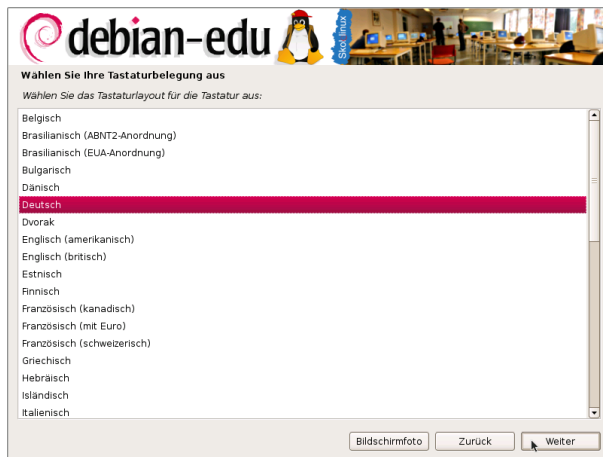 debian-edu
Skolelinux
Wählen Sie Ihre Tastaturbelegung aus
Wählen Sie das Tastaturlayout für die Tastatur aus:
Belgisch
Brasilianisch (ABNT2-Anordnung)
Brasilianisch (EUA-Anordnung)
Bulgarisch
Dänisch
Deutsch
Dvorak
Englisch (amerikanisch)
Englisch (britisch)
Estnisch
Finnisch
Französisch (kanadisch)
Französisch (mit Euro)
Französisch (schweizerisch)
Griechisch
Hebräisch
Isländisch
Italienisch
Bildschirmfoto Zurück Weiter